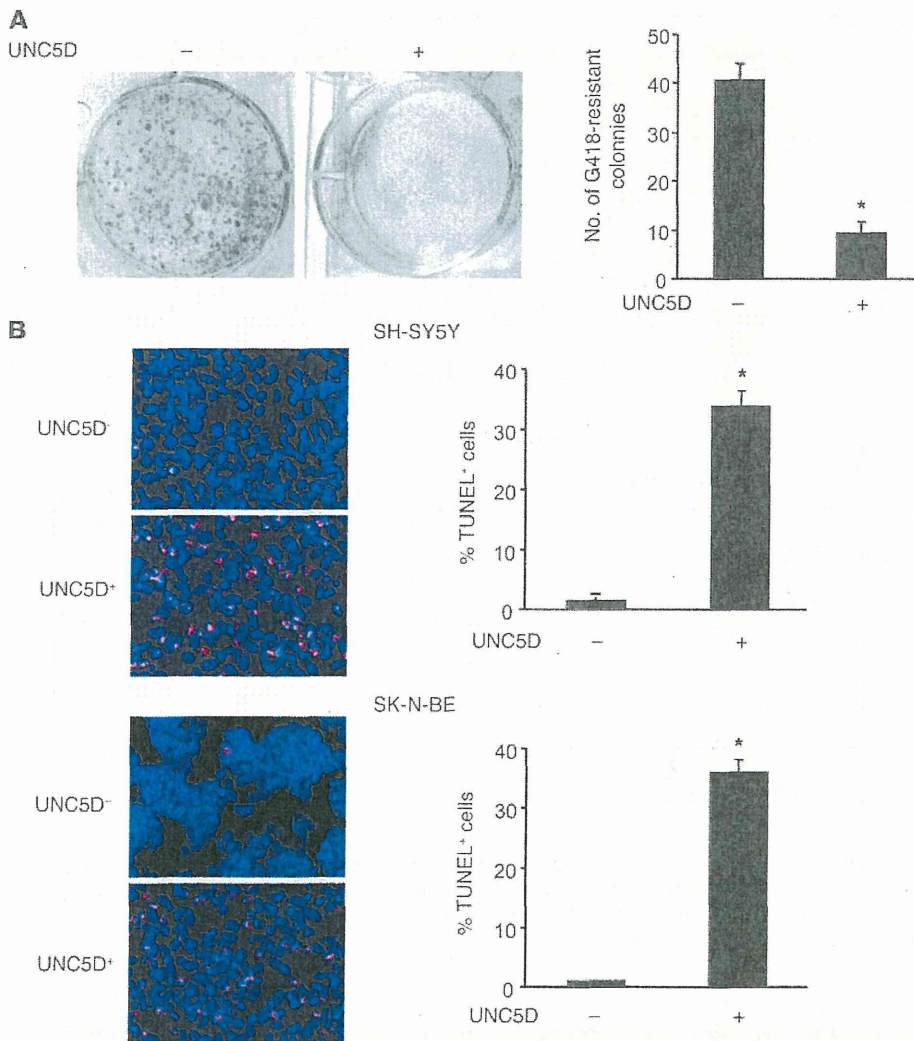 A
UNC5D − +
No. of G418-resistant
colonnies
50
40
30
20
10
0
*
UNC5D − +
B
SH-SY5Y
UNC5D-
UNC5D+
% TUNEL+ cells
40
30
20
10
0
*
UNC5D − +
SK-N-BE
UNC5D−
UNC5D+
% TUNEL+ cells
40
30
20
10
0
*
UNC5D − +